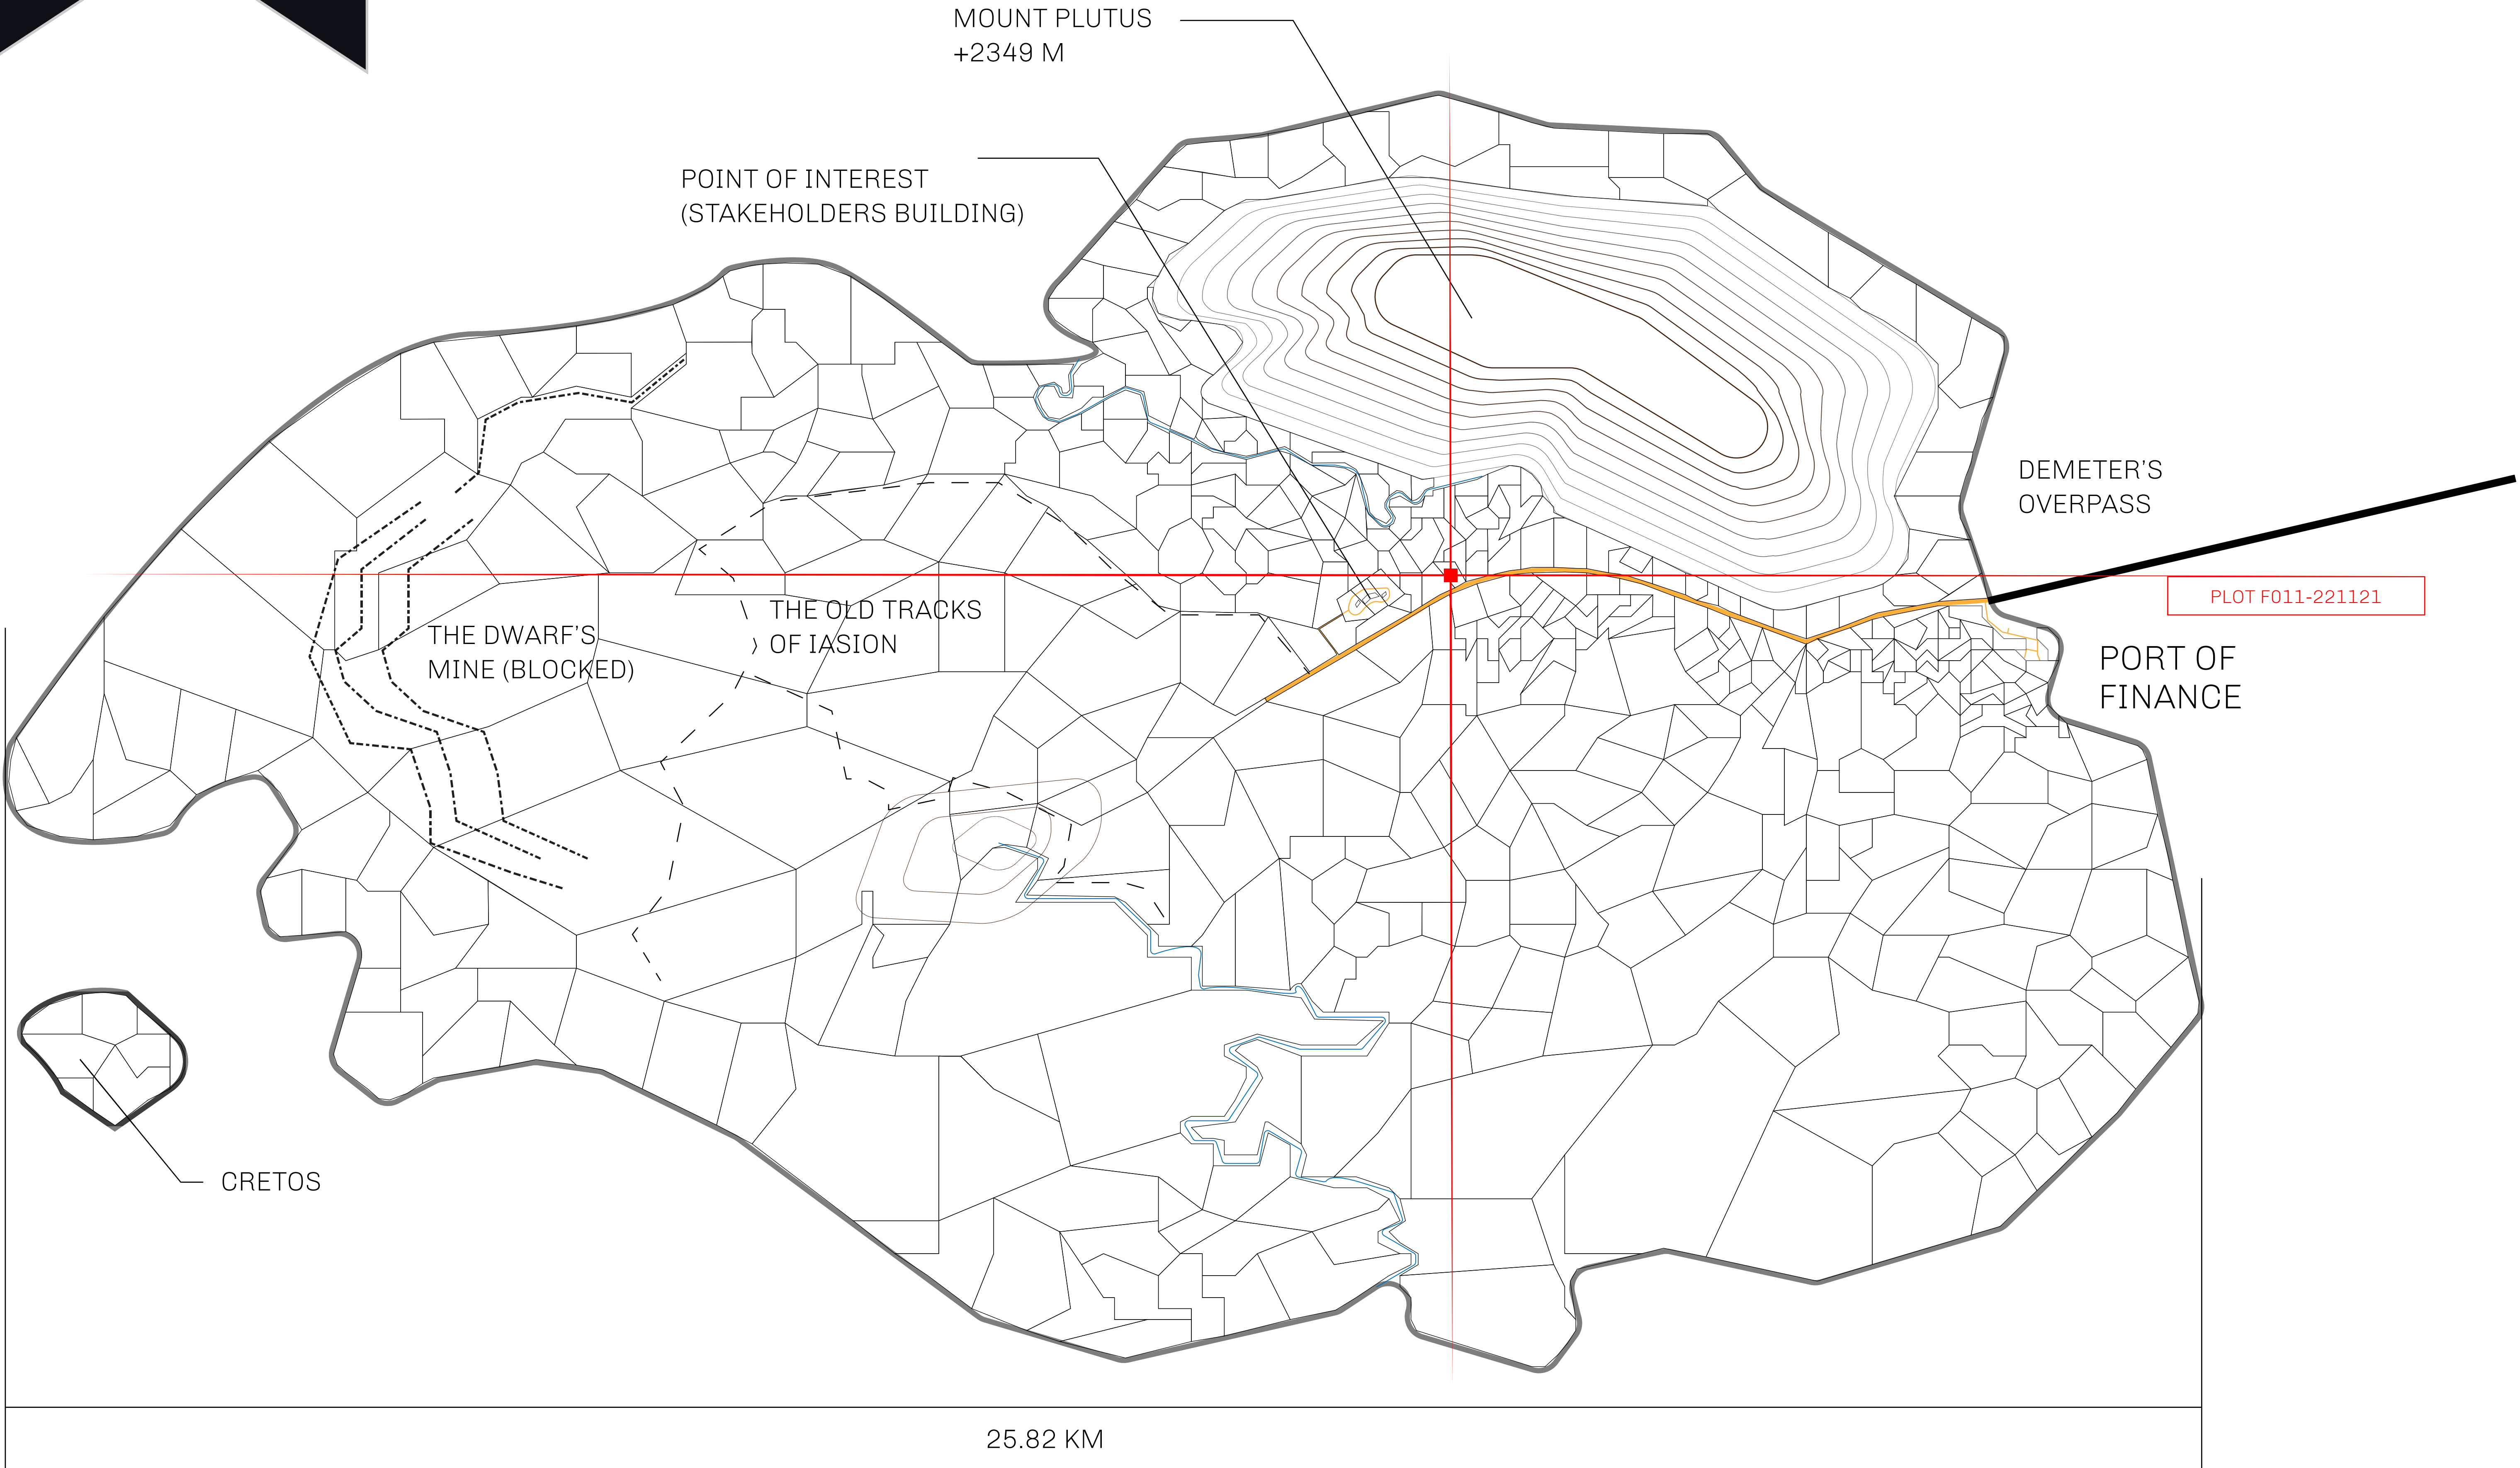 MOUNT PLUTUS
+2349 M
POINT OF INTEREST
(STAKEHOLDERS BUILDING)
DEMETER'S
OVERPASS
PLOT F011-221121
THE OLD TRACKS
OF IASION
THE DWARF'S
MINE (BLOCKED)
PORT OF
FINANCE
CRETOS
25.82 KM